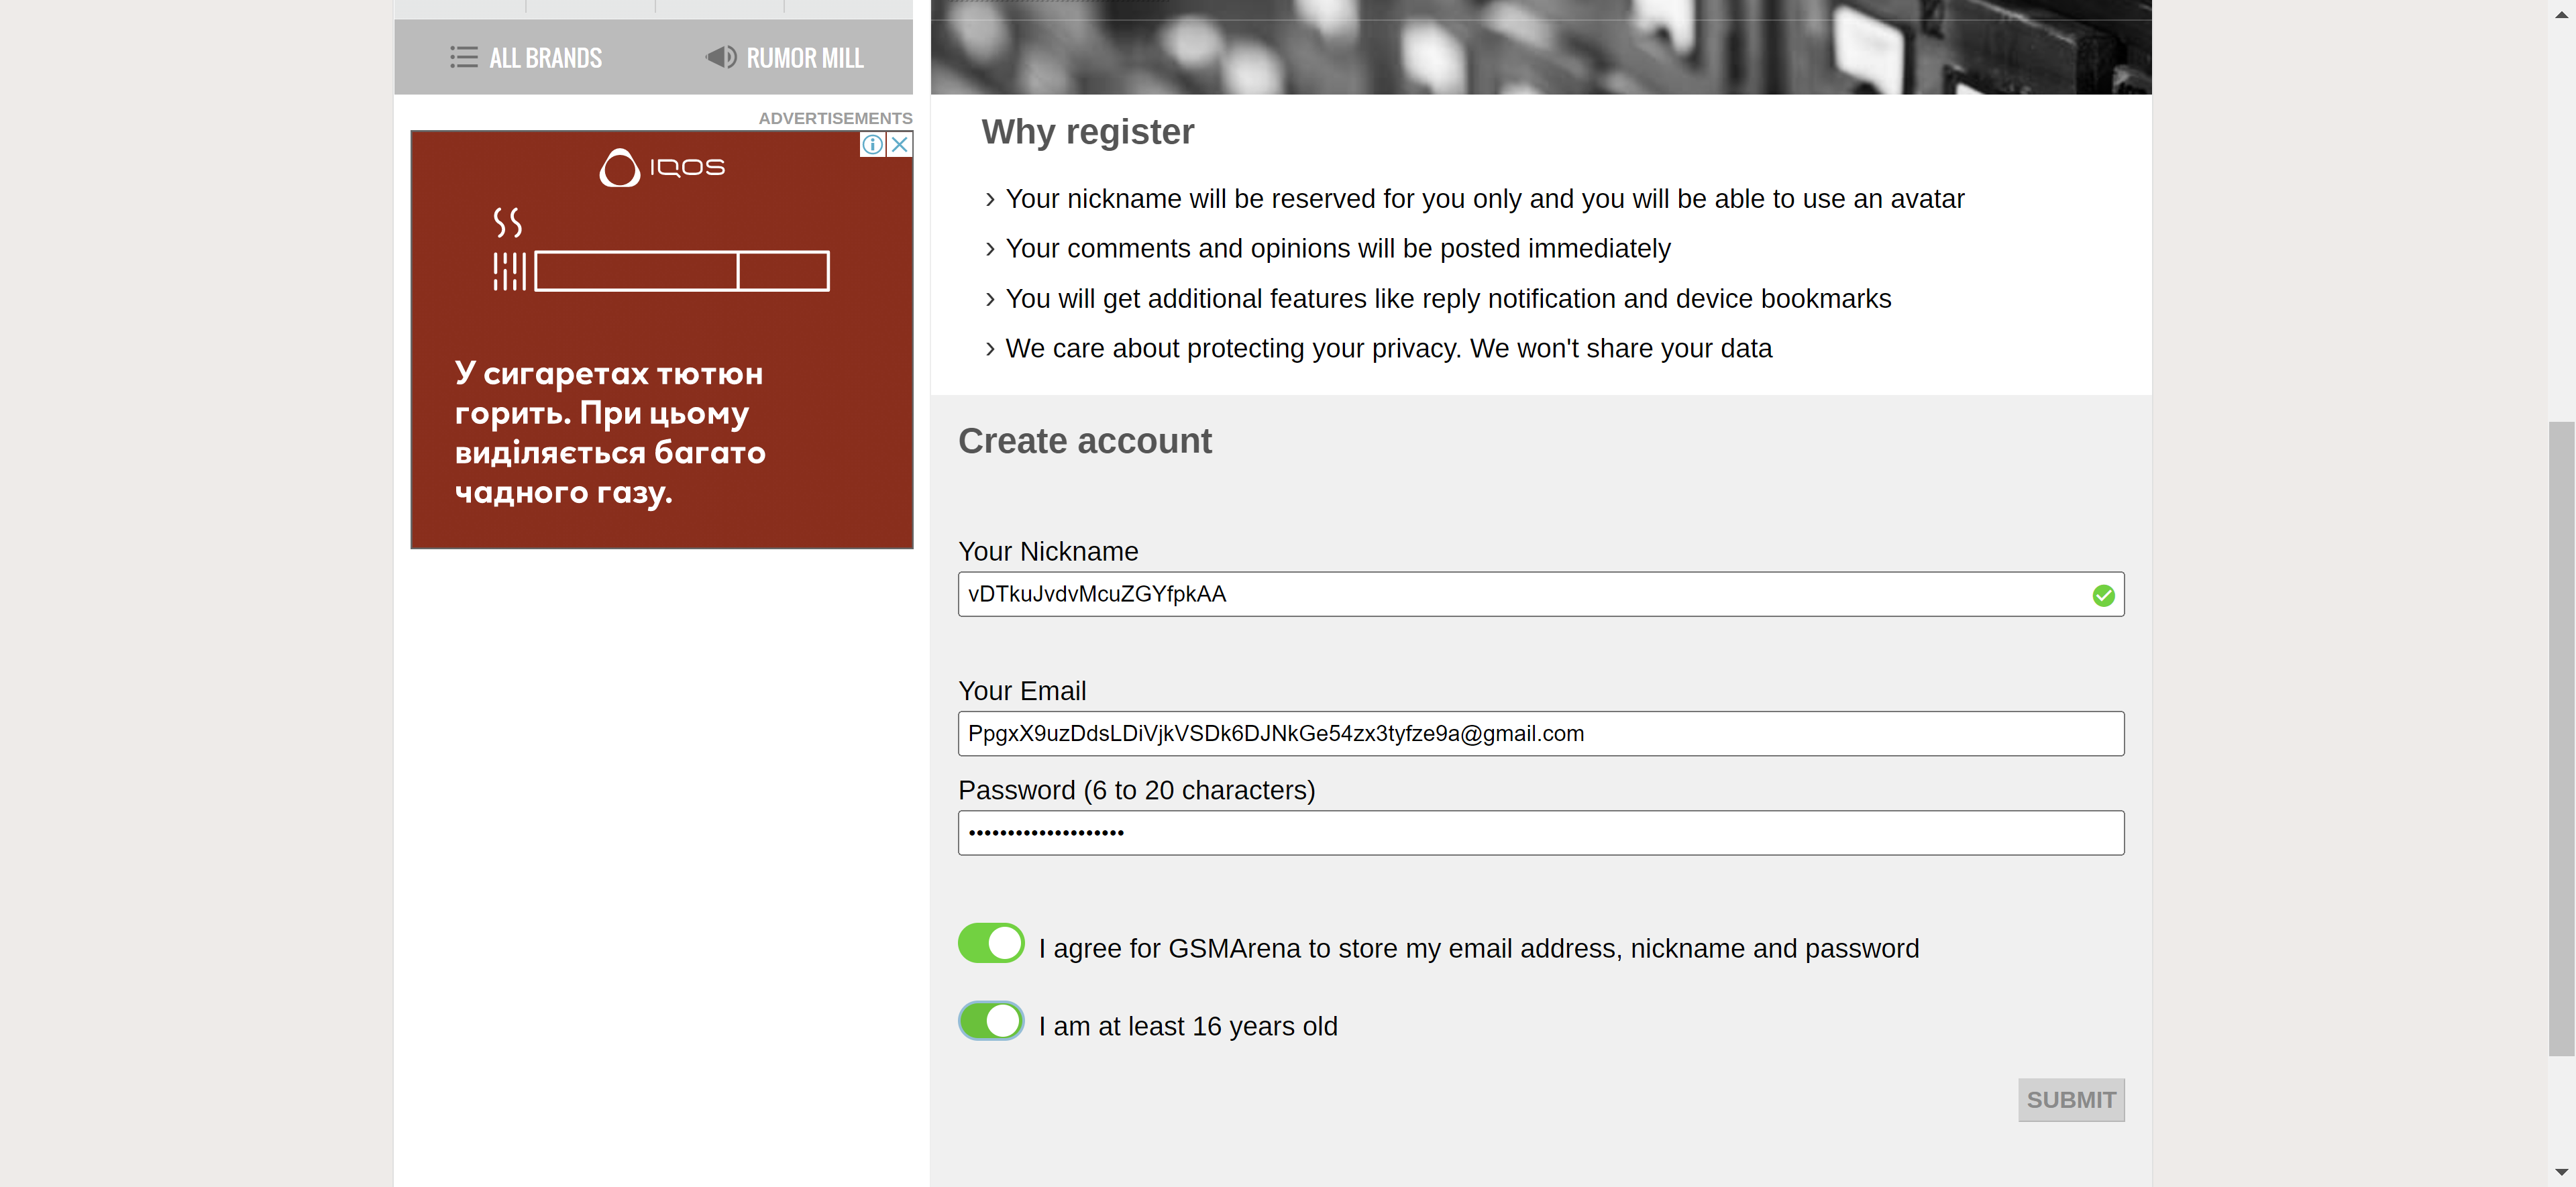 ALL BRANDS
RUMOR MILL
ADVERTISEMENTS
IQOS
У сигаретах тютюн
горить. При цьому
виділяється багато
чадного газу.
Why register
Your nickname will be reserved for you only and you will be able to use an avatar
Your comments and opinions will be posted immediately
You will get additional features like reply notification and device bookmarks
We care about protecting your privacy. We won't share your data
Create account
Your Nickname
vDTkuJvdvMcuZGYfpkAA
Your Email
PpgxX9uzDdsLDiVjkVSDk6DJNkGe54zx3tyfze9a@gmail.com
Password (6 to 20 characters)
••••••••••••••••••••
I agree for GSMArena to store my email address, nickname and password
I am at least 16 years old
SUBMIT